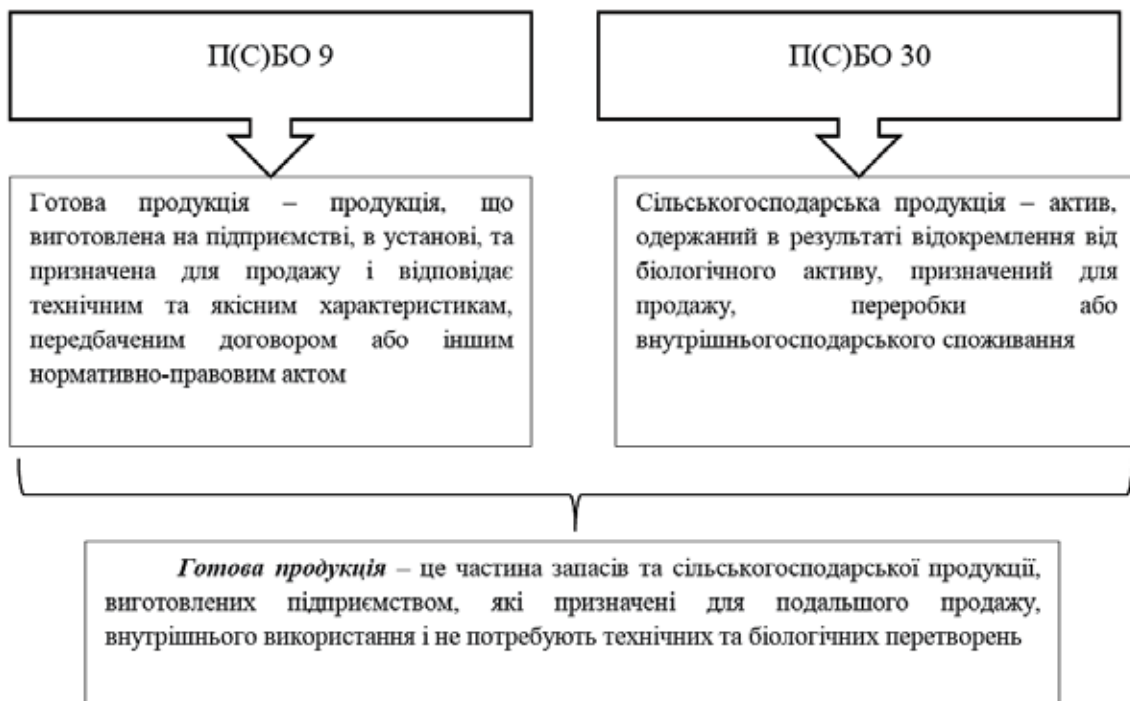 П(С)БО 9
П(С)БО 30
Готова продукція – продукція, що
виготовлена на підприємстві, в установі, та
призначена для продажу і відповідає
технічним та якісним характеристикам,
передбаченим договором або іншим
нормативно-правовим актом
Сільськогосподарська продукція – актив,
одержаний в результаті відокремлення від
біологічного активу, призначений для
продажу, переробки або
внутрішньогосподарського споживання
Готова продукція – це частина запасів та сільськогосподарської продукції,
виготовлених підприємством, які призначені для подальшого продажу,
внутрішнього використання і не потребують технічних та біологічних перетворень